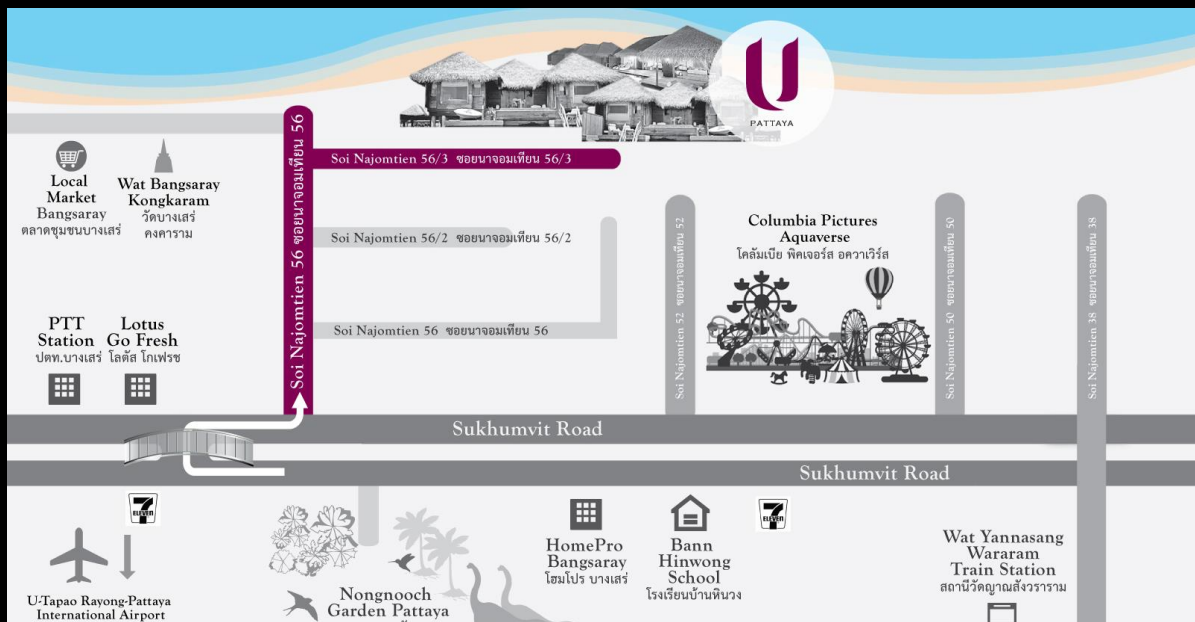 U
PATTAYA
Soi Najomtien 56 ซอยนาจอมเทียน 56
Soi Najomtien 56/3 ซอยนาจอมเทียน 56/3
Local
Market
Bangsaray
ตลาดชุมชนบางเสร่
Wat Bangsaray
Kongkaram
วัดบางเสร่
คงคาราม
Soi Najomtien 56/2 ซอยนาจอมเทียน 56/2
Soi Najomtien 52 ซอยนาจอมเทียน 52
Columbia Pictures
Aquaverse
โคลัมเบีย พิคเจอร์ส อควาเวิร์ส
Soi Najomtien 50 ซอยนาจอมเทียน 50
Soi Najomtien 38 ซอยนาจอมเทียน 38
PTT
Station
ปตท.บางเสร่
Lotus
Go Fresh
โลตัส โกเฟรช
Soi Najomtien 56 ซอยนาจอมเทียน 56
Sukhumvit Road
Sukhumvit Road
7
ELEVEN
HomePro
Bangsaray
โฮมโปร บางเสร่
Bann
Hinwong
School
โรงเรียนบ้านหินวง
7
ELEVEN
Wat Yannasang
Wararam
Train Station
สถานีวัดญาณสังวราราม
U-Tapao Rayong-Pattaya
International Airport
Nongnooch
Garden Pattaya